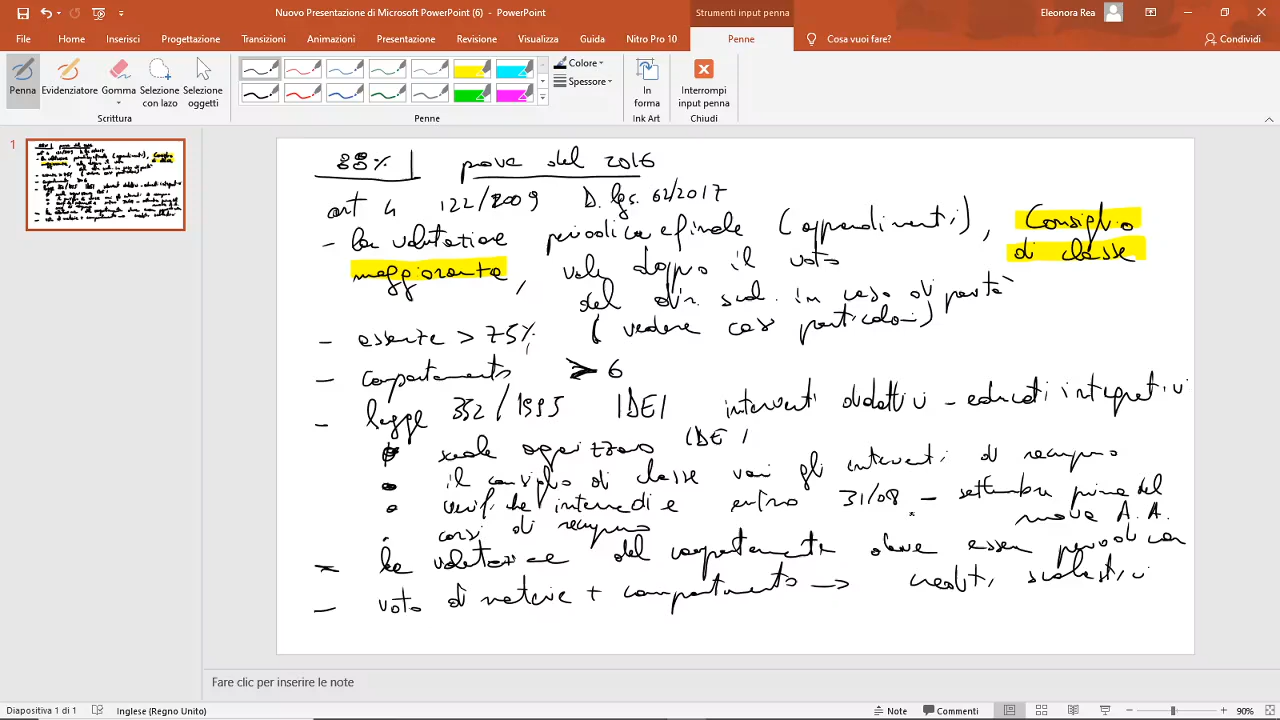 Nuovo Presentazione di Microsoft PowerPoint (6) - PowerPoint
Strumenti input penna
Eleonora Rea
File Home Inserisci Progettazione Transizioni Animazioni Presentazione Revisione Visualizza Guida Nitro Pro 10 Penne Cosa vuoi fare? Condividi
Penna Evidenziatore Gomma Selezione con lazo Selezione oggetti
Colore
Spessore
In forma
Interrompi input penna
Scrittura Penne Ink Art Chiudi
1
88% | prova del 2016
art 4 122/2009 D.lgs. 62/2017
- la valutazione periodica e finale (apprendimenti), Consiglio di classe
maggioranza, vale doppio il voto
del dir. scol. in caso di parità
- assenze > 75% (vedere casi particolari)
- comportamento ≥ 6
- legge 352/1995 IDEI interventi didattici - educati integrativi
scuole organizzano IDEI
il consiglio di classe vari gli interventi di recupero
verifiche intermedie entro 31/08 - settembre prima del nuovo A.A.
corsi di recupero
- la valutazione del comportamento deve essere
- voto di materie + comportamento → crediti scolastici
Fare clic per inserire le note
Diapositiva 1 di 1 Inglese (Regno Unito) Note Commenti 90%